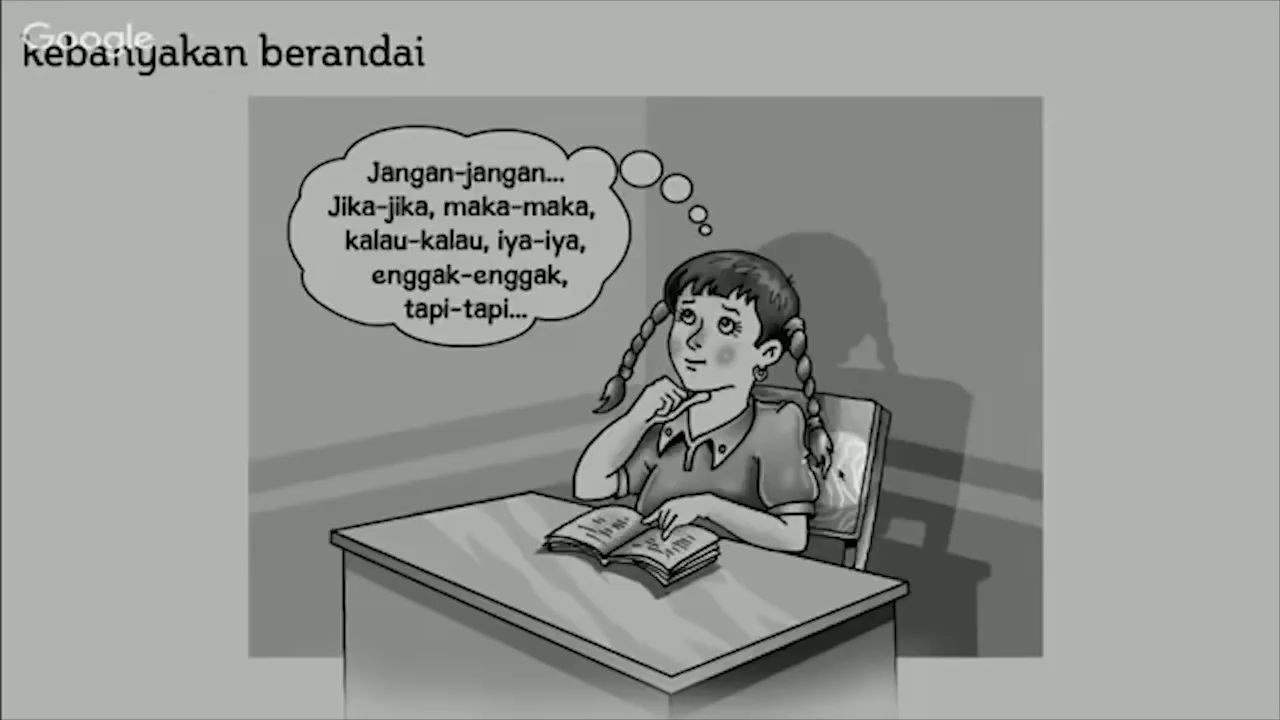 Google
kebanyakan berandai
Jangan-jangan...
Jika-jika, maka-maka,
kalau-kalau, iya-iya,
enggak-enggak,
tapi-tapi...